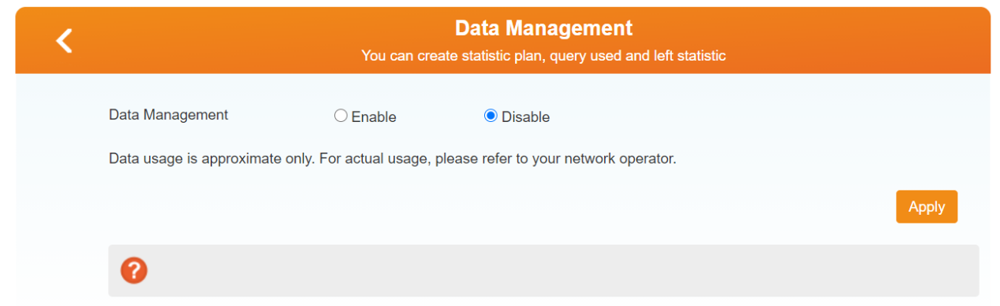 Data Management
You can create statistic plan, query used and left statistic
Data Management Enable Disable
Data usage is approximate only. For actual usage, please refer to your network operator.
Apply
?